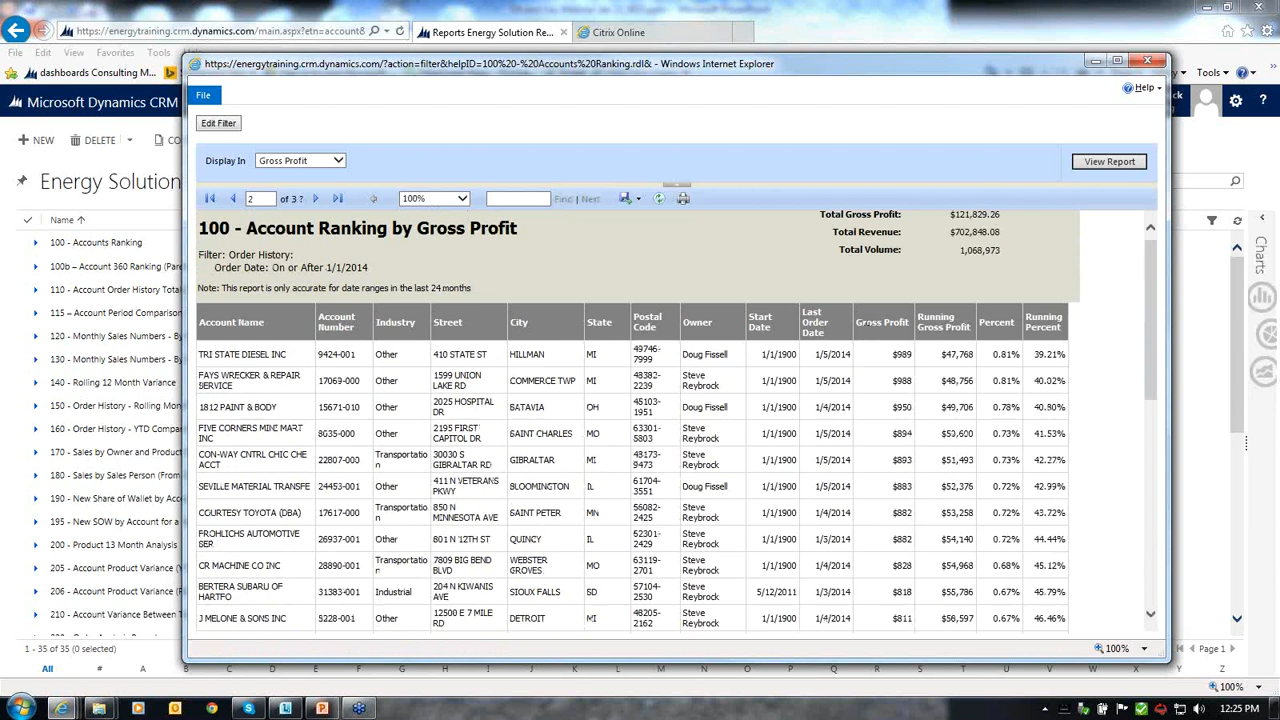 https://energytraining.crm.dynamics.com/main.aspx?etn=account&
Reports Energy Solution Re...
Citrix Online
File Edit View Favorites Tools
https://energytraining.crm.dynamics.com/?action=filter&helpID=100%20-%20Accounts%20Ranking.rdl& - Windows Internet Explorer
dashboards Consulting M...
Tools
File
Help
Microsoft Dynamics CRM
Edit Filter
NEW DELETE CO
Display In Gross Profit
View Report
Energy Solution
2 of 3 ? 100% Find | Next
Name
100 - Account Ranking by Gross Profit
Total Gross Profit: $121,829.26
Total Revenue: $702,848.08
Total Volume: 1,068,973
Filter: Order History:
Order Date: On or After 1/1/2014
Note: This report is only accurate for date ranges in the last 24 months
Charts
100 - Accounts Ranking
100b – Account 360 Ranking (Pare
110 - Account Order History Tota
115 – Account Period Comparison
120 - Monthly Sales Numbers - By
130 - Monthly Sales Numbers - By
140 - Rolling 12 Month Variance
150 - Order History - Rolling Mon
160 - Order History - YTD Compa
170 - Sales by Owner and Product
180 - Sales by Sales Person (From
190 - New Share of Wallet by Acc
195 - New SOW by Account for a
200 - Product 13 Month Analysis
205 - Account Product Variance (
206 - Account Product Variance (
210 - Account Variance Between T
Account Name Account Number Industry Street City State Postal Code Owner Start Date Last Order Date Gross Profit Running Gross Profit Percent Running Percent
TRI STATE DIESEL INC 9424-001 Other 410 STATE ST HILLMAN MI 49746-7999 Doug Fissell 1/1/1900 1/5/2014 $989 $47,768 0.81% 39.21%
FAYS WRECKER & REPAIR SERVICE 17069-000 Other 1599 UNION LAKE RD COMMERCE TWP MI 48382-2239 Steve Reybrock 1/1/1900 1/5/2014 $988 $48,756 0.81% 40.02%
1812 PAINT & BODY 15671-010 Other 2025 HOSPITAL DR BATAVIA OH 45103-1951 Doug Fissell 1/1/1900 1/4/2014 $950 $49,706 0.78% 40.80%
FIVE CORNERS MINI MART INC 8035-000 Other 2195 FIRST CAPITOL DR SAINT CHARLES MO 63301-5803 Steve Reybrock 1/1/1900 1/5/2014 $894 $50,600 0.73% 41.53%
CON-WAY CNTRL CHIC CHE ACCT 22807-000 Transportation 30030 S GIBRALTAR RD GIBRALTAR MI 48173-9473 Steve Reybrock 1/1/1900 1/5/2014 $893 $51,493 0.73% 42.27%
SEVILLE MATERIAL TRANSFE 24453-001 Other 411 N VETERANS PKWY BLOOMINGTON IL 61704-3551 Doug Fissell 1/1/1900 1/5/2014 $883 $52,376 0.72% 42.99%
COURTESY TOYOTA (DBA) 17617-000 Transportation 850 N MINNESOTA AVE SAINT PETER MN 56082-2425 Steve Reybrock 1/1/1900 1/4/2014 $882 $53,258 0.72% 43.72%
FROHLICHS AUTOMOTIVE SER 26937-001 Other 801 N 12TH ST QUINCY IL 62301-2429 Steve Reybrock 1/1/1900 1/4/2014 $882 $54,140 0.72% 44.44%
CR MACHINE CO INC 28890-001 Transportation 7809 BIG BEND BLVD WEBSTER GROVES MO 63119-2701 Steve Reybrock 1/1/1900 1/5/2014 $828 $54,968 0.68% 45.12%
BERTERA SUBARU OF HARTFO 31383-001 Industrial 204 N KIWANIS AVE SIOUX FALLS SD 57104-2530 Steve Reybrock 5/12/2011 1/3/2014 $818 $55,786 0.67% 45.79%
J MELONE & SONS INC 5228-001 Other 12500 E 7 MILE RD DETROIT MI 48205-2162 Steve Reybrock 1/1/1900 1/4/2014 $811 $56,597 0.67% 46.46%
1 - 35 of 35 (0 selected)
100%
Page 1
All # A B C D E F G H I J K L M N O P Q R S T U V W X Y Z
100%
12:25 PM